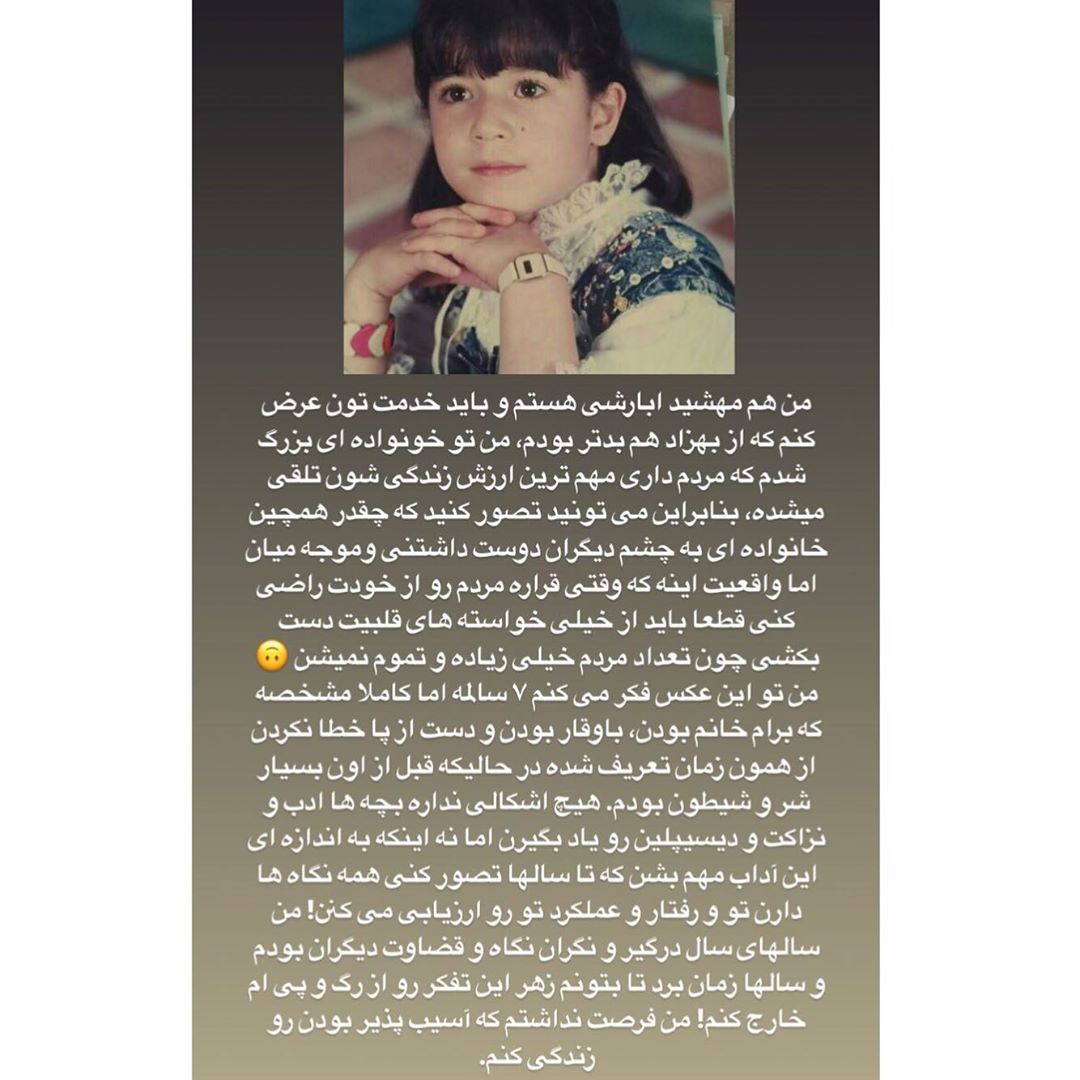 من هم مهشید ابارشی هستم و باید خدمت تون عرض
کنم که از بهزاد هم بدتر بودم، من تو خونواده ای بزرگ
شدم که مردم داری مهم ترین ارزش زندگی شون تلقی
میشده، بنابراین می تونید تصور کنید که چقدر همچین
خانواده ای به چشم دیگران دوست داشتنی وموجه میان
اما واقعیت اینه که وقتی قراره مردم رو از خودت راضی
کنی قطعا باید از خیلی خواسته های قلبیت دست
بکشی چون تعداد مردم خیلی زیاده و تموم نمیشن 🙃
من تو این عکس فکر می کنم ۷ سالمه اما کاملا مشخصه
که برام خانم بودن، باوقار بودن و دست از پا خطا نکردن
از همون زمان تعریف شده در حالیکه قبل از اون بسیار
شر و شیطون بودم. هیچ اشکالی نداره بچه ها ادب و
نزاکت و دیسیپلین رو یاد بگیرن اما نه اینکه به اندازه ای
این آداب مهم بشن که تا سالها تصور کنی همه نگاه ها
دارن تو و رفتار و عملکرد تو رو ارزیابی می کنن! من
سالهای سال درگیر و نگران نگاه و قضاوت دیگران بودم
و سالها زمان برد تا بتونم زهر این تفکر رو از رگ و پی ام
خارج کنم! من فرصت نداشتم که آسیب پذیر بودن رو
زندگی کنم.